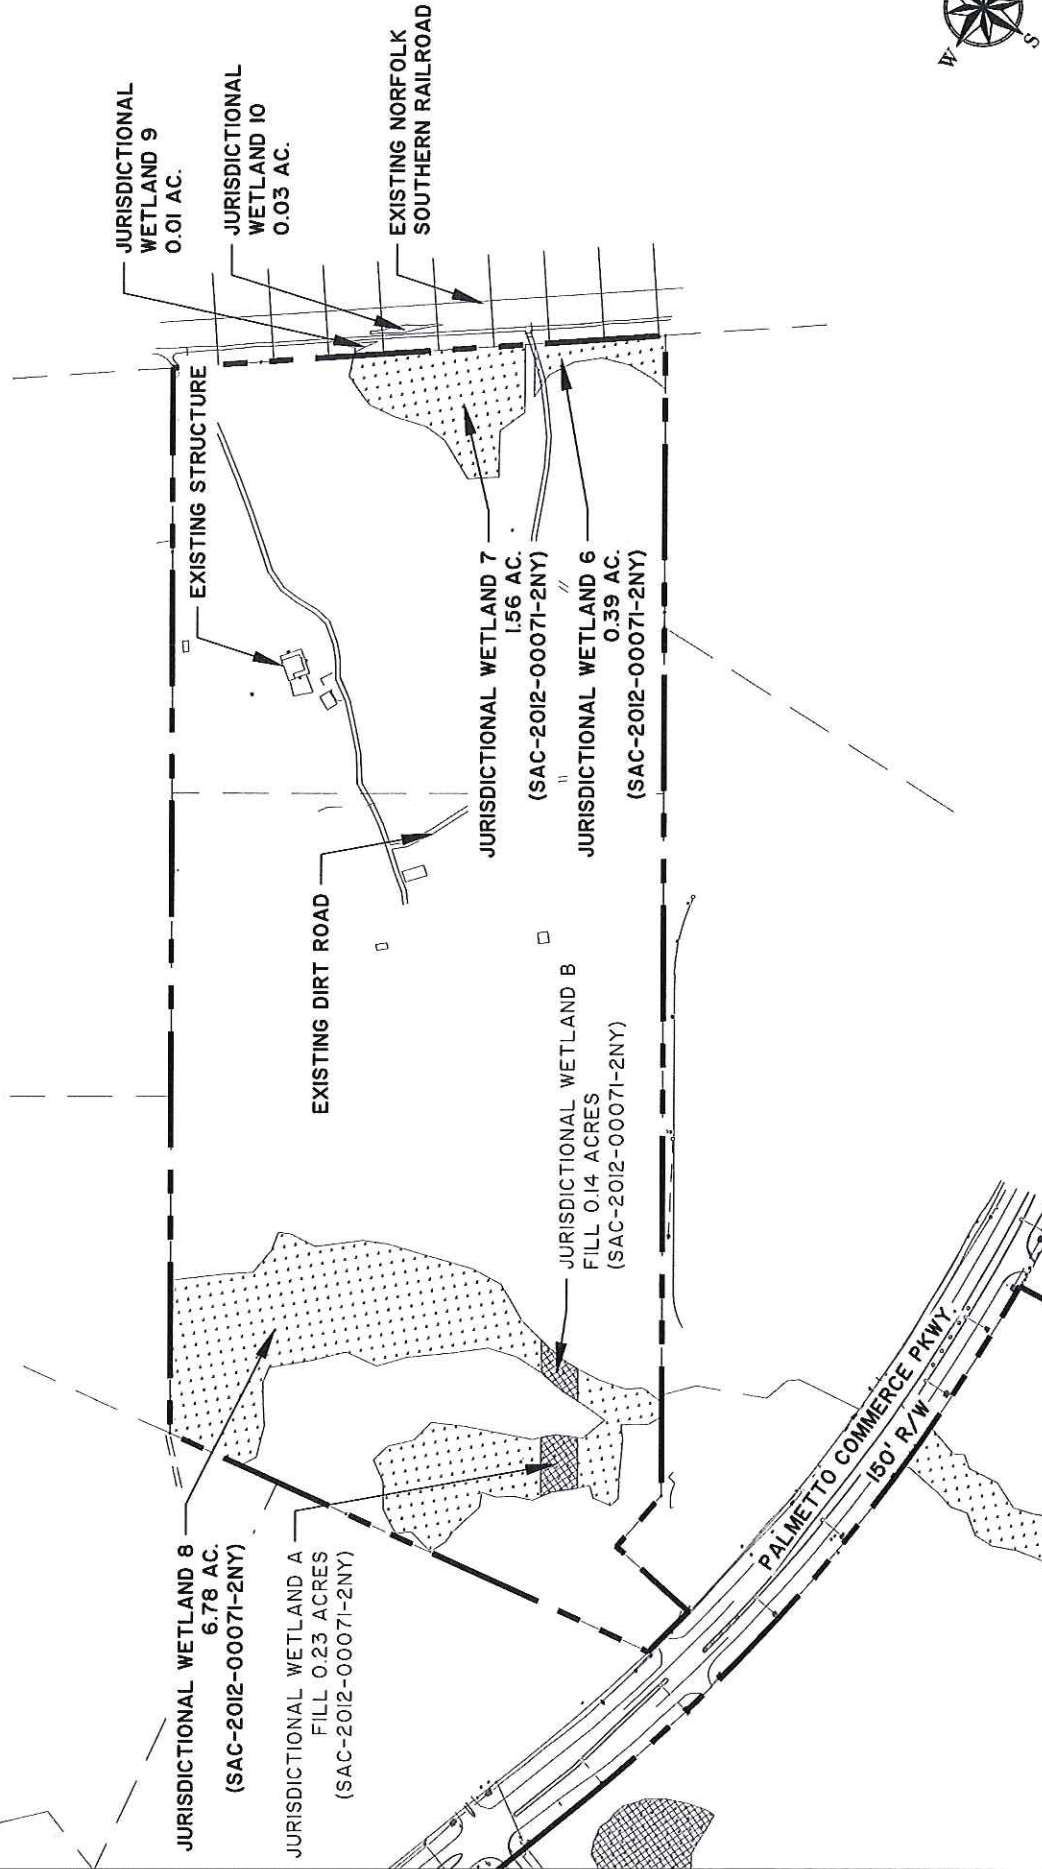 JURISDICTIONAL
WETLAND 9
0.01 AC.
JURISDICTIONAL
WETLAND 10
0.03 AC.
EXISTING NORFOLK
SOUTHERN RAILROAD
W
S
EXISTING STRUCTURE
JURISDICTIONAL WETLAND 7
1.56 AC.
(SAC-2012-00071-2NY)
JURISDICTIONAL WETLAND 6
0.39 AC.
(SAC-2012-00071-2NY)
EXISTING DIRT ROAD
JURISDICTIONAL WETLAND B
FILL 0.14 ACRES
(SAC-2012-00071-2NY)
JURISDICTIONAL WETLAND 8
6.78 AC.
(SAC-2012-00071-2NY)
JURISDICTIONAL WETLAND A
FILL 0.23 ACRES
(SAC-2012-00071-2NY)
PALMETTO COMMERCE PKWY
150' R/W